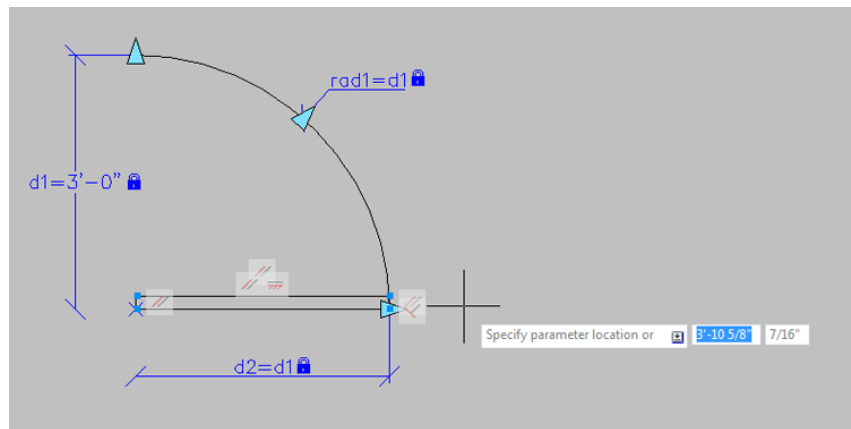 rad1=d1
d1=3'-0"
Specify parameter location or 3'-10 5/8" 7/16"
d2=d1